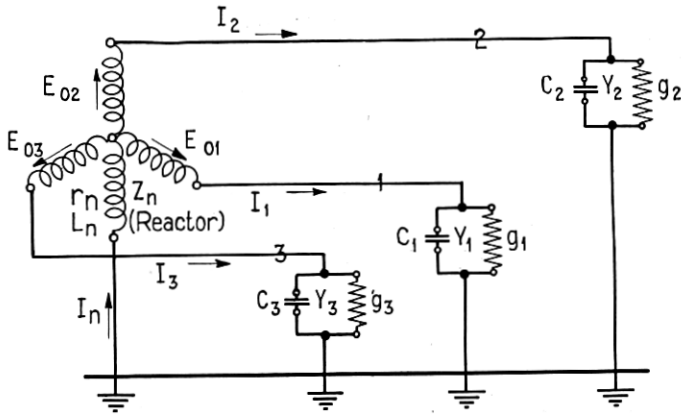 I2
2
E02
C2 Y2 g2
E03
E01
rn Zn
Ln (Reactor)
I1
1
C1 Y1 g1
I3
3
C3 Y3 g3
In